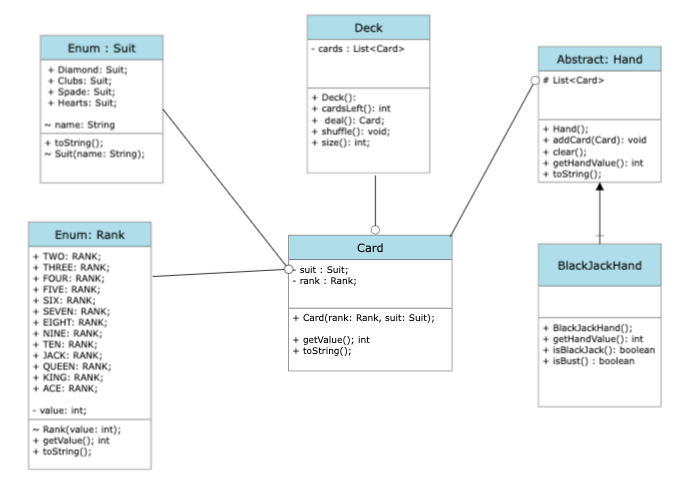 Enum : Suit
+ Diamond: Suit;
+ Clubs: Suit;
+ Spade: Suit;
+ Hearts: Suit;
~ name: String
+ toString();
~ Suit(name: String);
Deck
- cards : List<Card>
+ Deck():
+ cardsLeft(): int
+ deal(): Card;
+ shuffle(): void;
+ size(): int;
Abstract: Hand
# List<Card>
+ Hand();
+ addCard(Card): void
+ clear();
+ getHandValue(): int
+ toString();
Enum: Rank
+ TWO: RANK;
+ THREE: RANK;
+ FOUR: RANK;
+ FIVE: RANK;
+ SIX: RANK;
+ SEVEN: RANK;
+ EIGHT: RANK;
+ NINE: RANK;
+ TEN: RANK;
+ JACK: RANK;
+ QUEEN: RANK;
+ KING: RANK;
+ ACE: RANK;
- value: int;
~ Rank(value: int);
+ getValue(); int
+ toString();
Card
- suit : Suit;
- rank : Rank;
+ Card(rank: Rank, suit: Suit);
+ getValue(); int
+ toString();
BlackJackHand
+ BlackJackHand();
+ getHandValue(): int
+ isBlackJack(): boolean
+ isBust() : boolean